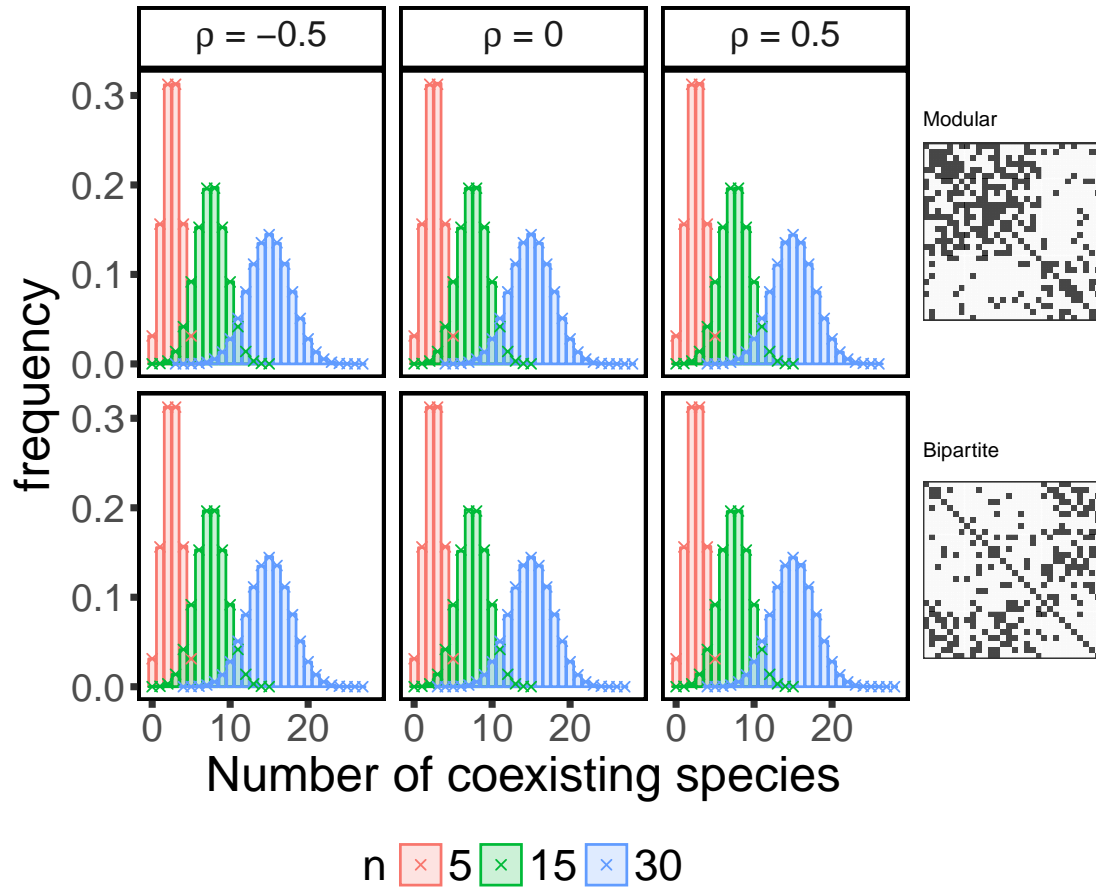 ρ = −0.5 ρ = 0 ρ = 0.5
Modular
0.3
0.2
0.1
0.0
Bipartite
0.3
0.2
0.1
0.0
frequency
0 10 20 0 10 20 0 10 20
Number of coexisting species
n 5 15 30